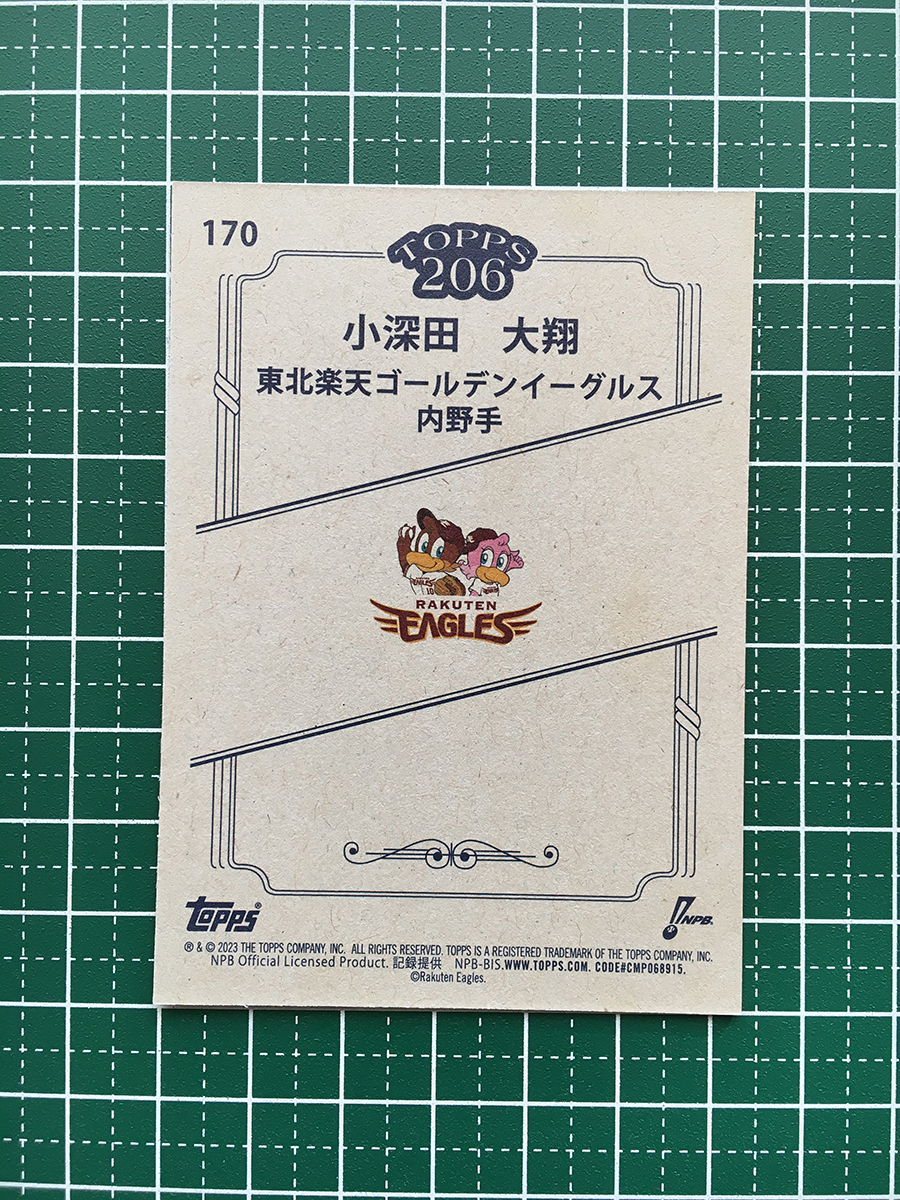 170
TOPPS
206
小深田 大翔
東北楽天ゴールデンイーグルス
内野手
EAGLES
10
RAKUTEN
EAGLES
topps®
NPB
® & © 2023 THE TOPPS COMPANY, INC. ALL RIGHTS RESERVED. TOPPS IS A REGISTERED TRADEMARK OF THE TOPPS COMPANY, INC.
NPB Official Licensed Product. 記録提供 NPB-BIS.WWW.TOPPS.COM. CODE#CMP068915.
©Rakuten Eagles.